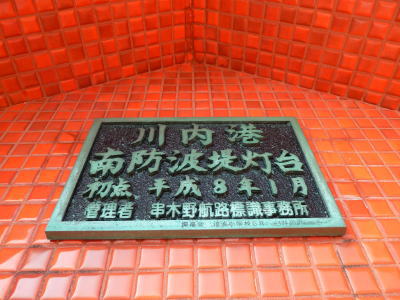 川内港
南防波堤灯台
初点 平成8年1月
管理者 串木野航路標識事務所